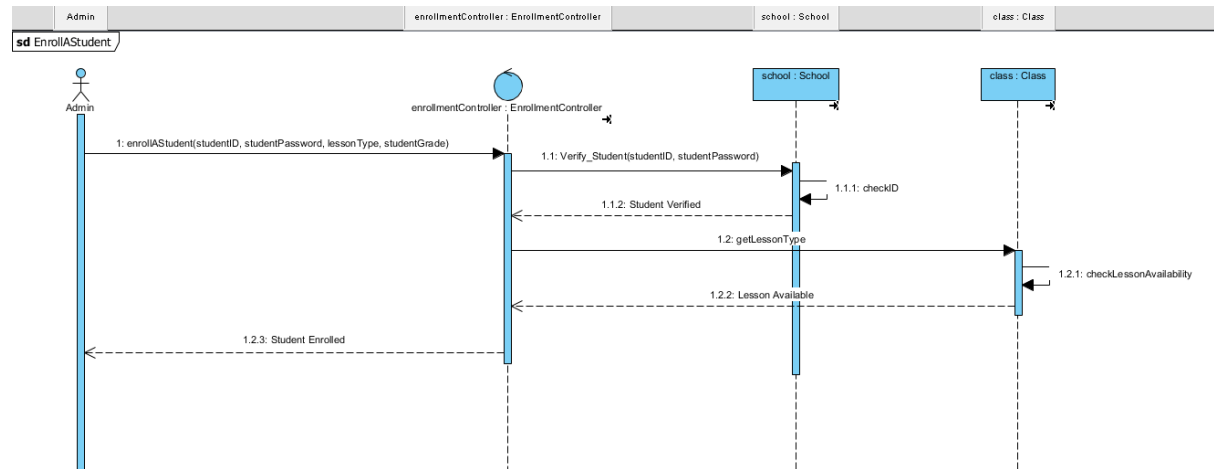 Admin
enrollmentController : EnrollmentController
school : School
class : Class
sd EnrollAStudent
school : School
class : Class
Admin
enrollmentController : EnrollmentController
1: enrollAStudent(studentID, studentPassword, lessonType, studentGrade)
1.1: Verify_Student(studentID, studentPassword)
1.1.1: checkID
1.1.2: Student Verified
1.2: getLessonType
1.2.1: checkLessonAvailability
1.2.2: Lesson Available
1.2.3: Student Enrolled